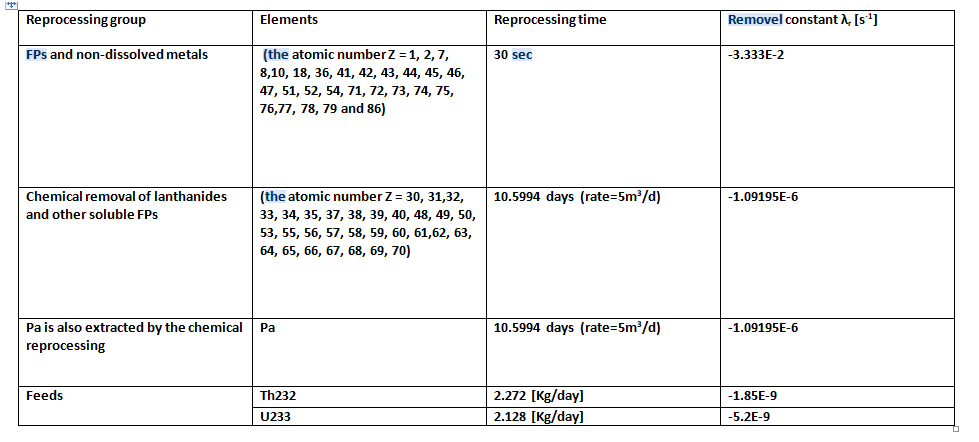 Reprocessing group
Elements
Reprocessing time
Removel constant λr [s-1]
FPs and non-dissolved metals
(the atomic number Z = 1, 2, 7,
8,10, 18, 36, 41, 42, 43, 44, 45, 46,
47, 51, 52, 54, 71, 72, 73, 74, 75,
76,77, 78, 79 and 86)
30 sec
-3.333E-2
Chemical removal of lanthanides
and other soluble FPs
(the atomic number Z = 30, 31,32,
33, 34, 35, 37, 38, 39, 40, 48, 49, 50,
53, 55, 56, 57, 58, 59, 60, 61,62, 63,
64, 65, 66, 67, 68, 69, 70)
10.5994 days (rate=5m³/d)
-1.09195E-6
Pa is also extracted by the chemical
reprocessing
Pa
10.5994 days (rate=5m³/d)
-1.09195E-6
Feeds
Th232
2.272 [Kg/day]
-1.85E-9
U233
2.128 [Kg/day]
-5.2E-9